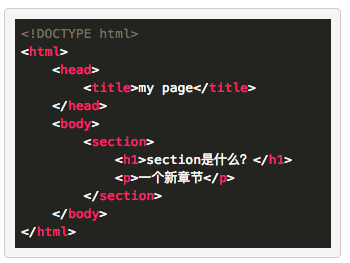 <!DOCTYPE html>
<html>
    <head>
        <title>my page</title>
    </head>
    <body>
        <section>
            <h1>section是什么？</h1>
            <p>一个新章节</p>
        </section>
    </body>
</html>